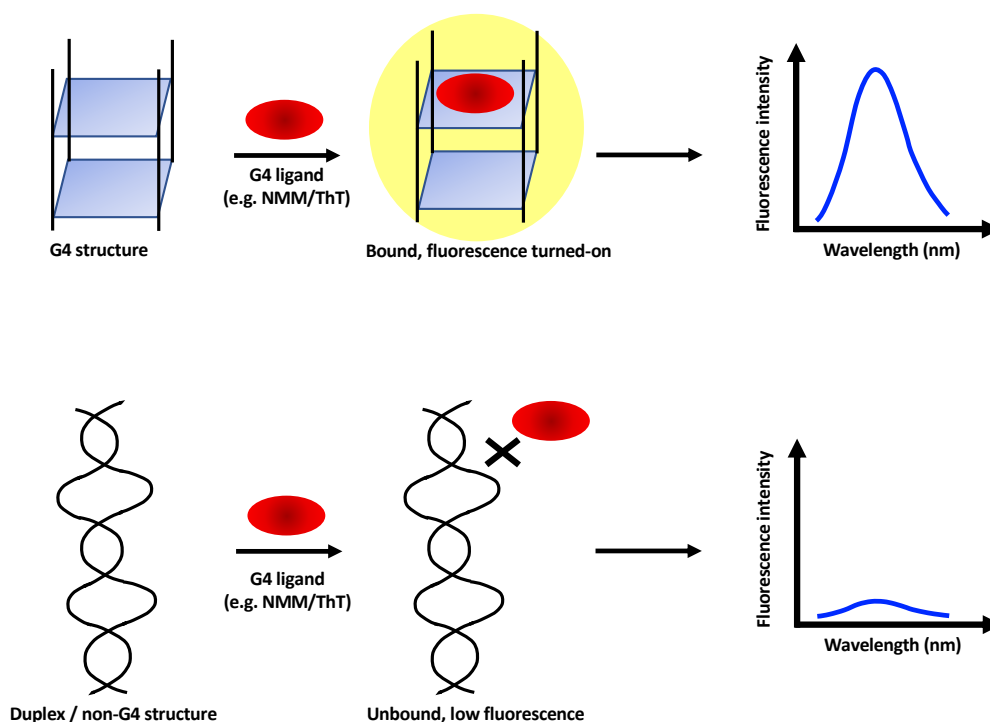 G4 structure
G4 ligand
(e.g. NMM/ThT)
Bound, fluorescence turned-on
Fluorescence intensity
Wavelength (nm)
Duplex / non-G4 structure
G4 ligand
(e.g. NMM/ThT)
Unbound, low fluorescence
Fluorescence intensity
Wavelength (nm)